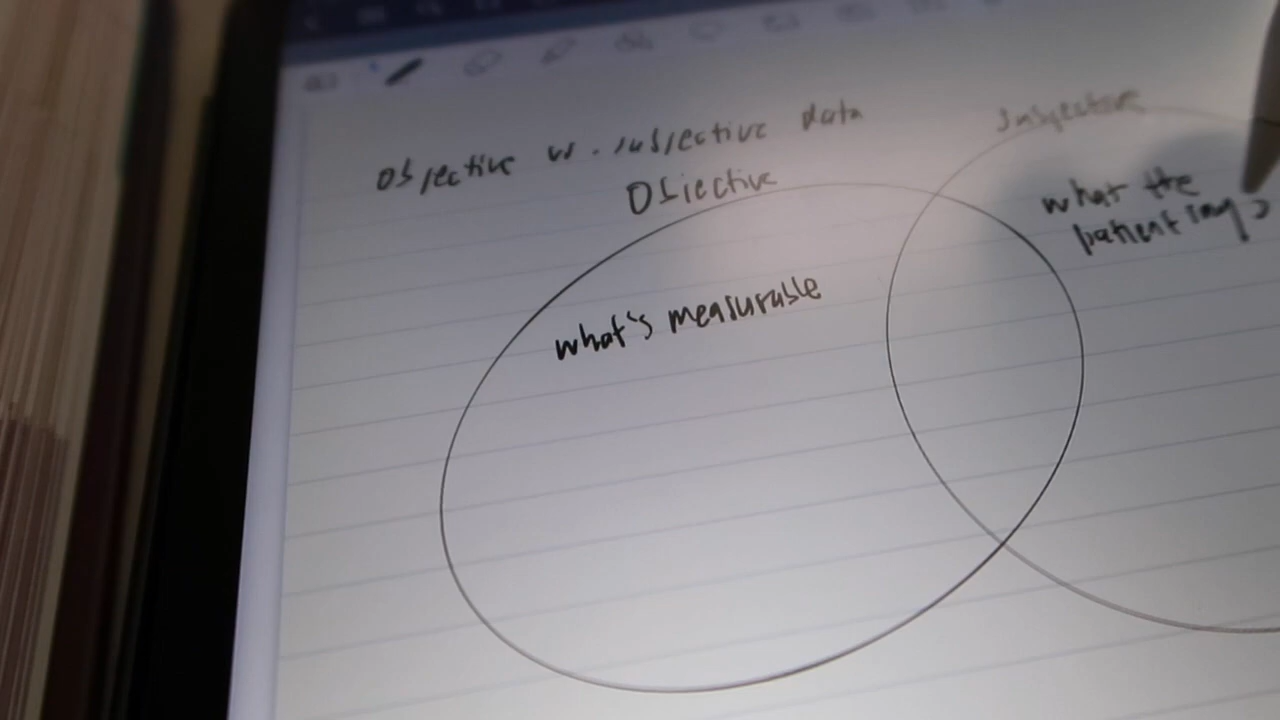 Objective vs. subjective data
Objective
subjective
what's measurable
what the
patient says